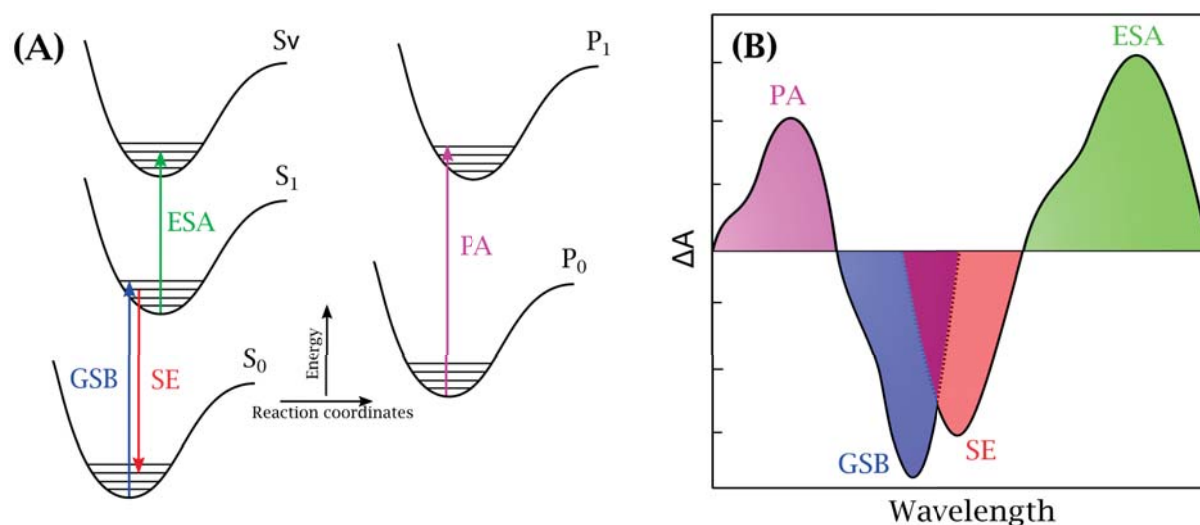 (A)
Sv
P₁
ESA
S₁
PA
P₀
GSB
SE
S₀
Energy
Reaction coordinates
(B)
PA
ESA
ΔA
GSB
SE
Wavelength